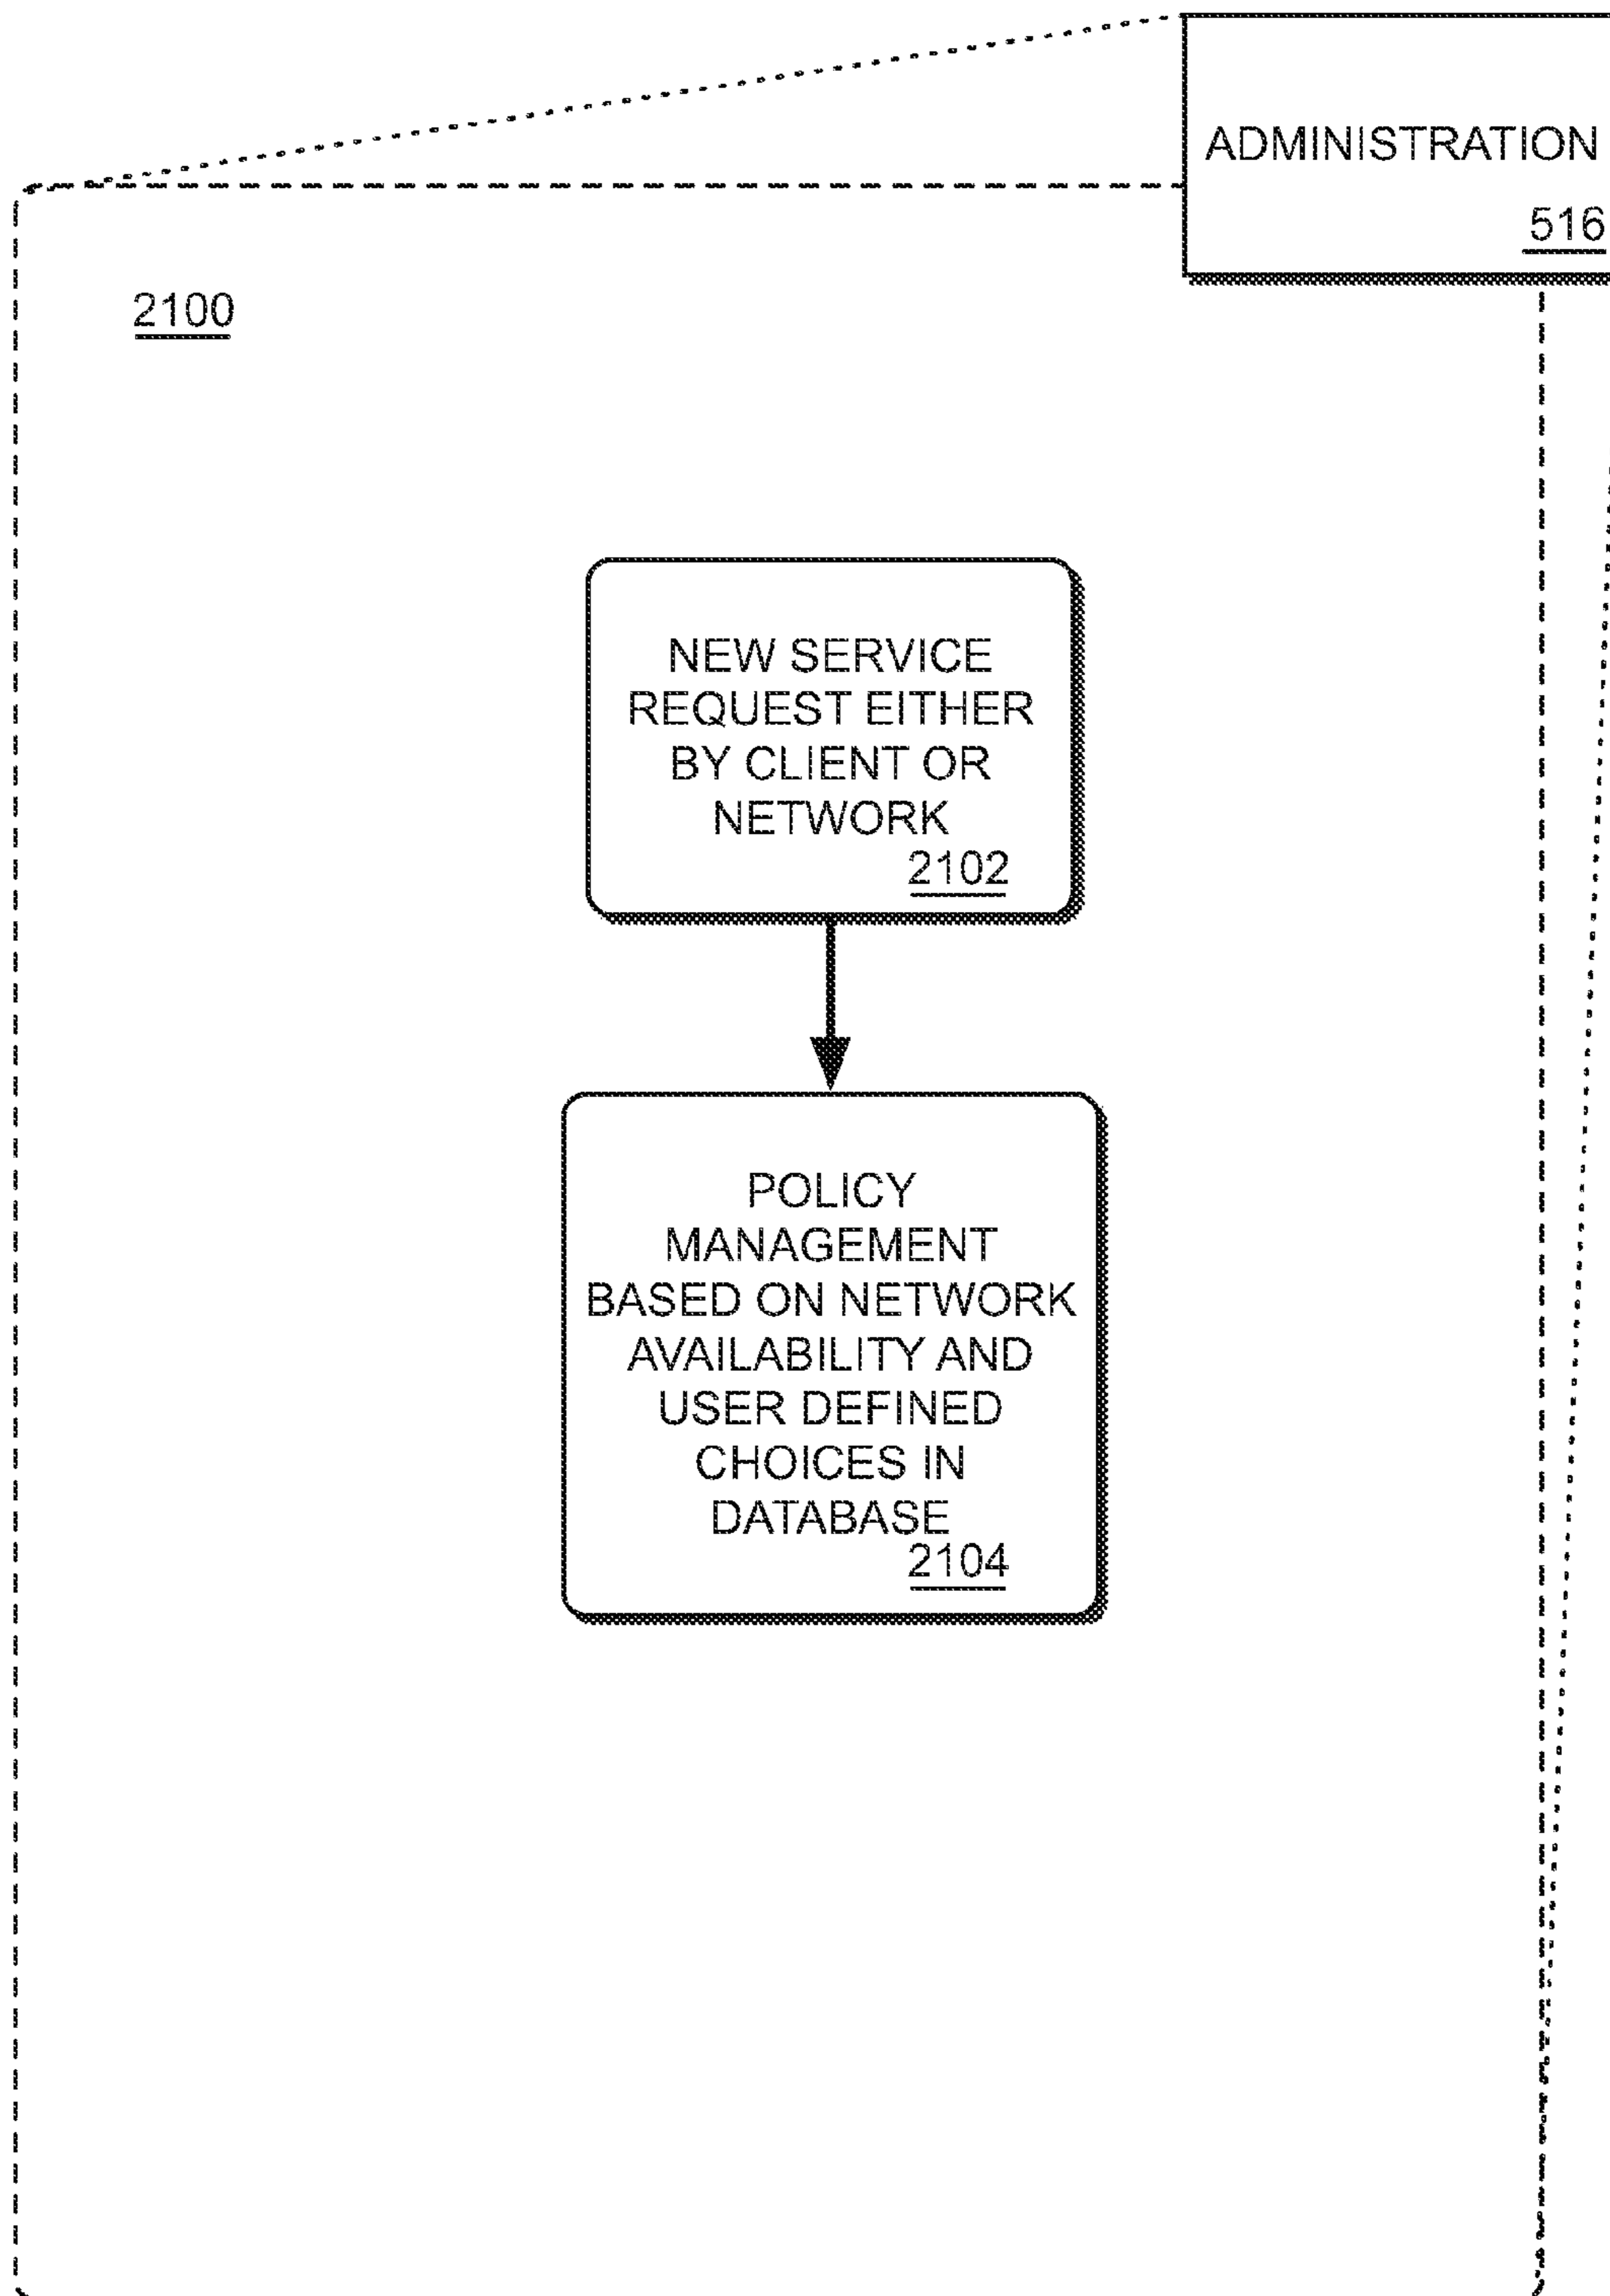 ADMINISTRATION
516
2100
NEW SERVICE
REQUEST EITHER
BY CLIENT OR
NETWORK
2102
POLICY
MANAGEMENT
BASED ON NETWORK
AVAILABILITY AND
USER DEFINED
CHOICES IN
DATABASE
2104